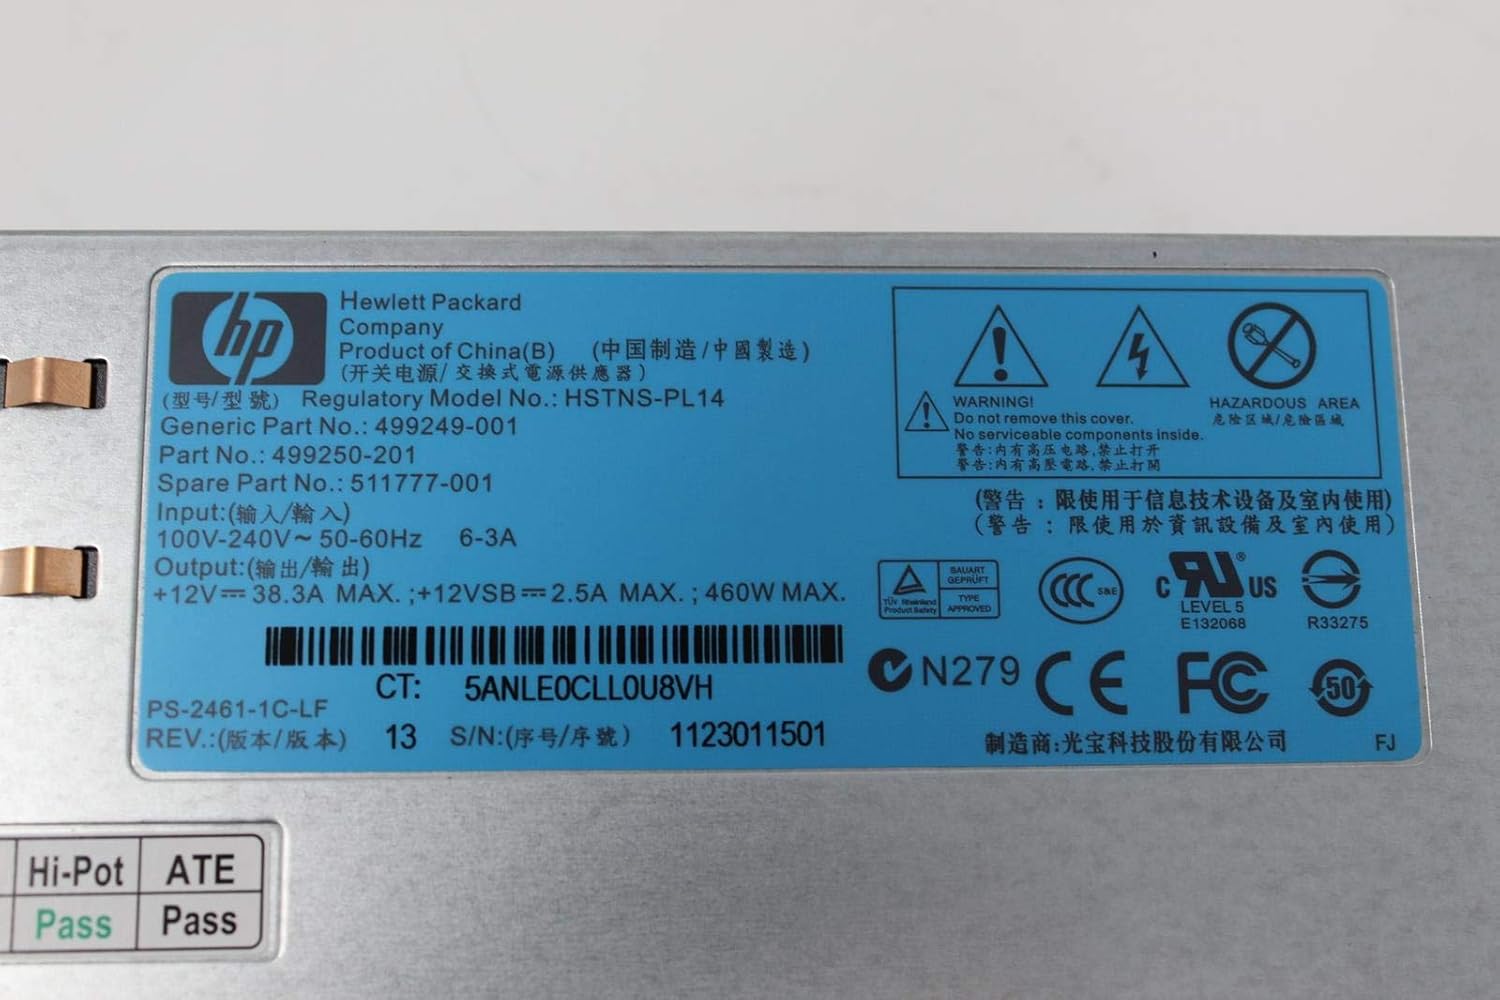 hp
Hewlett Packard
Company
Product of China(B) (中国制造/中國製造)
(开关电源/交換式電源供應器)
(型号/型號) Regulatory Model No.: HSTNS-PL14
Generic Part No.: 499249-001
Part No.: 499250-201
Spare Part No.: 511777-001
Input:(输入/輸入)
100V-240V~ 50-60Hz 6-3A
Output:(输出/輸出)
+12V⎓ 38.3A MAX. ;+12VSB⎓2.5A MAX. ; 460W MAX.
CT: 5ANLE0CLL0U8VH
PS-2461-1C-LF
REV.:(版本/版本) 13 S/N:(序号/序號) 1123011501
WARNING!
Do not remove this cover.
No serviceable components inside.
警告:内有高压电路,禁止打开
警告:內有高壓電路,禁止打開
HAZARDOUS AREA
危险区域/危險區域
(警告：限使用于信息技术设备及室内使用)
(警告：限使用於資訊設備及室內使用)
TÜV Rheinland
Product Safety
BAUART
GEPRÜFT
TYPE
APPROVED
CCC S&E
c RU® US
LEVEL 5
E132068
R33275
N279 CE FC 50
制造商:光宝科技股份有限公司 FJ
Hi-Pot ATE
Pass Pass